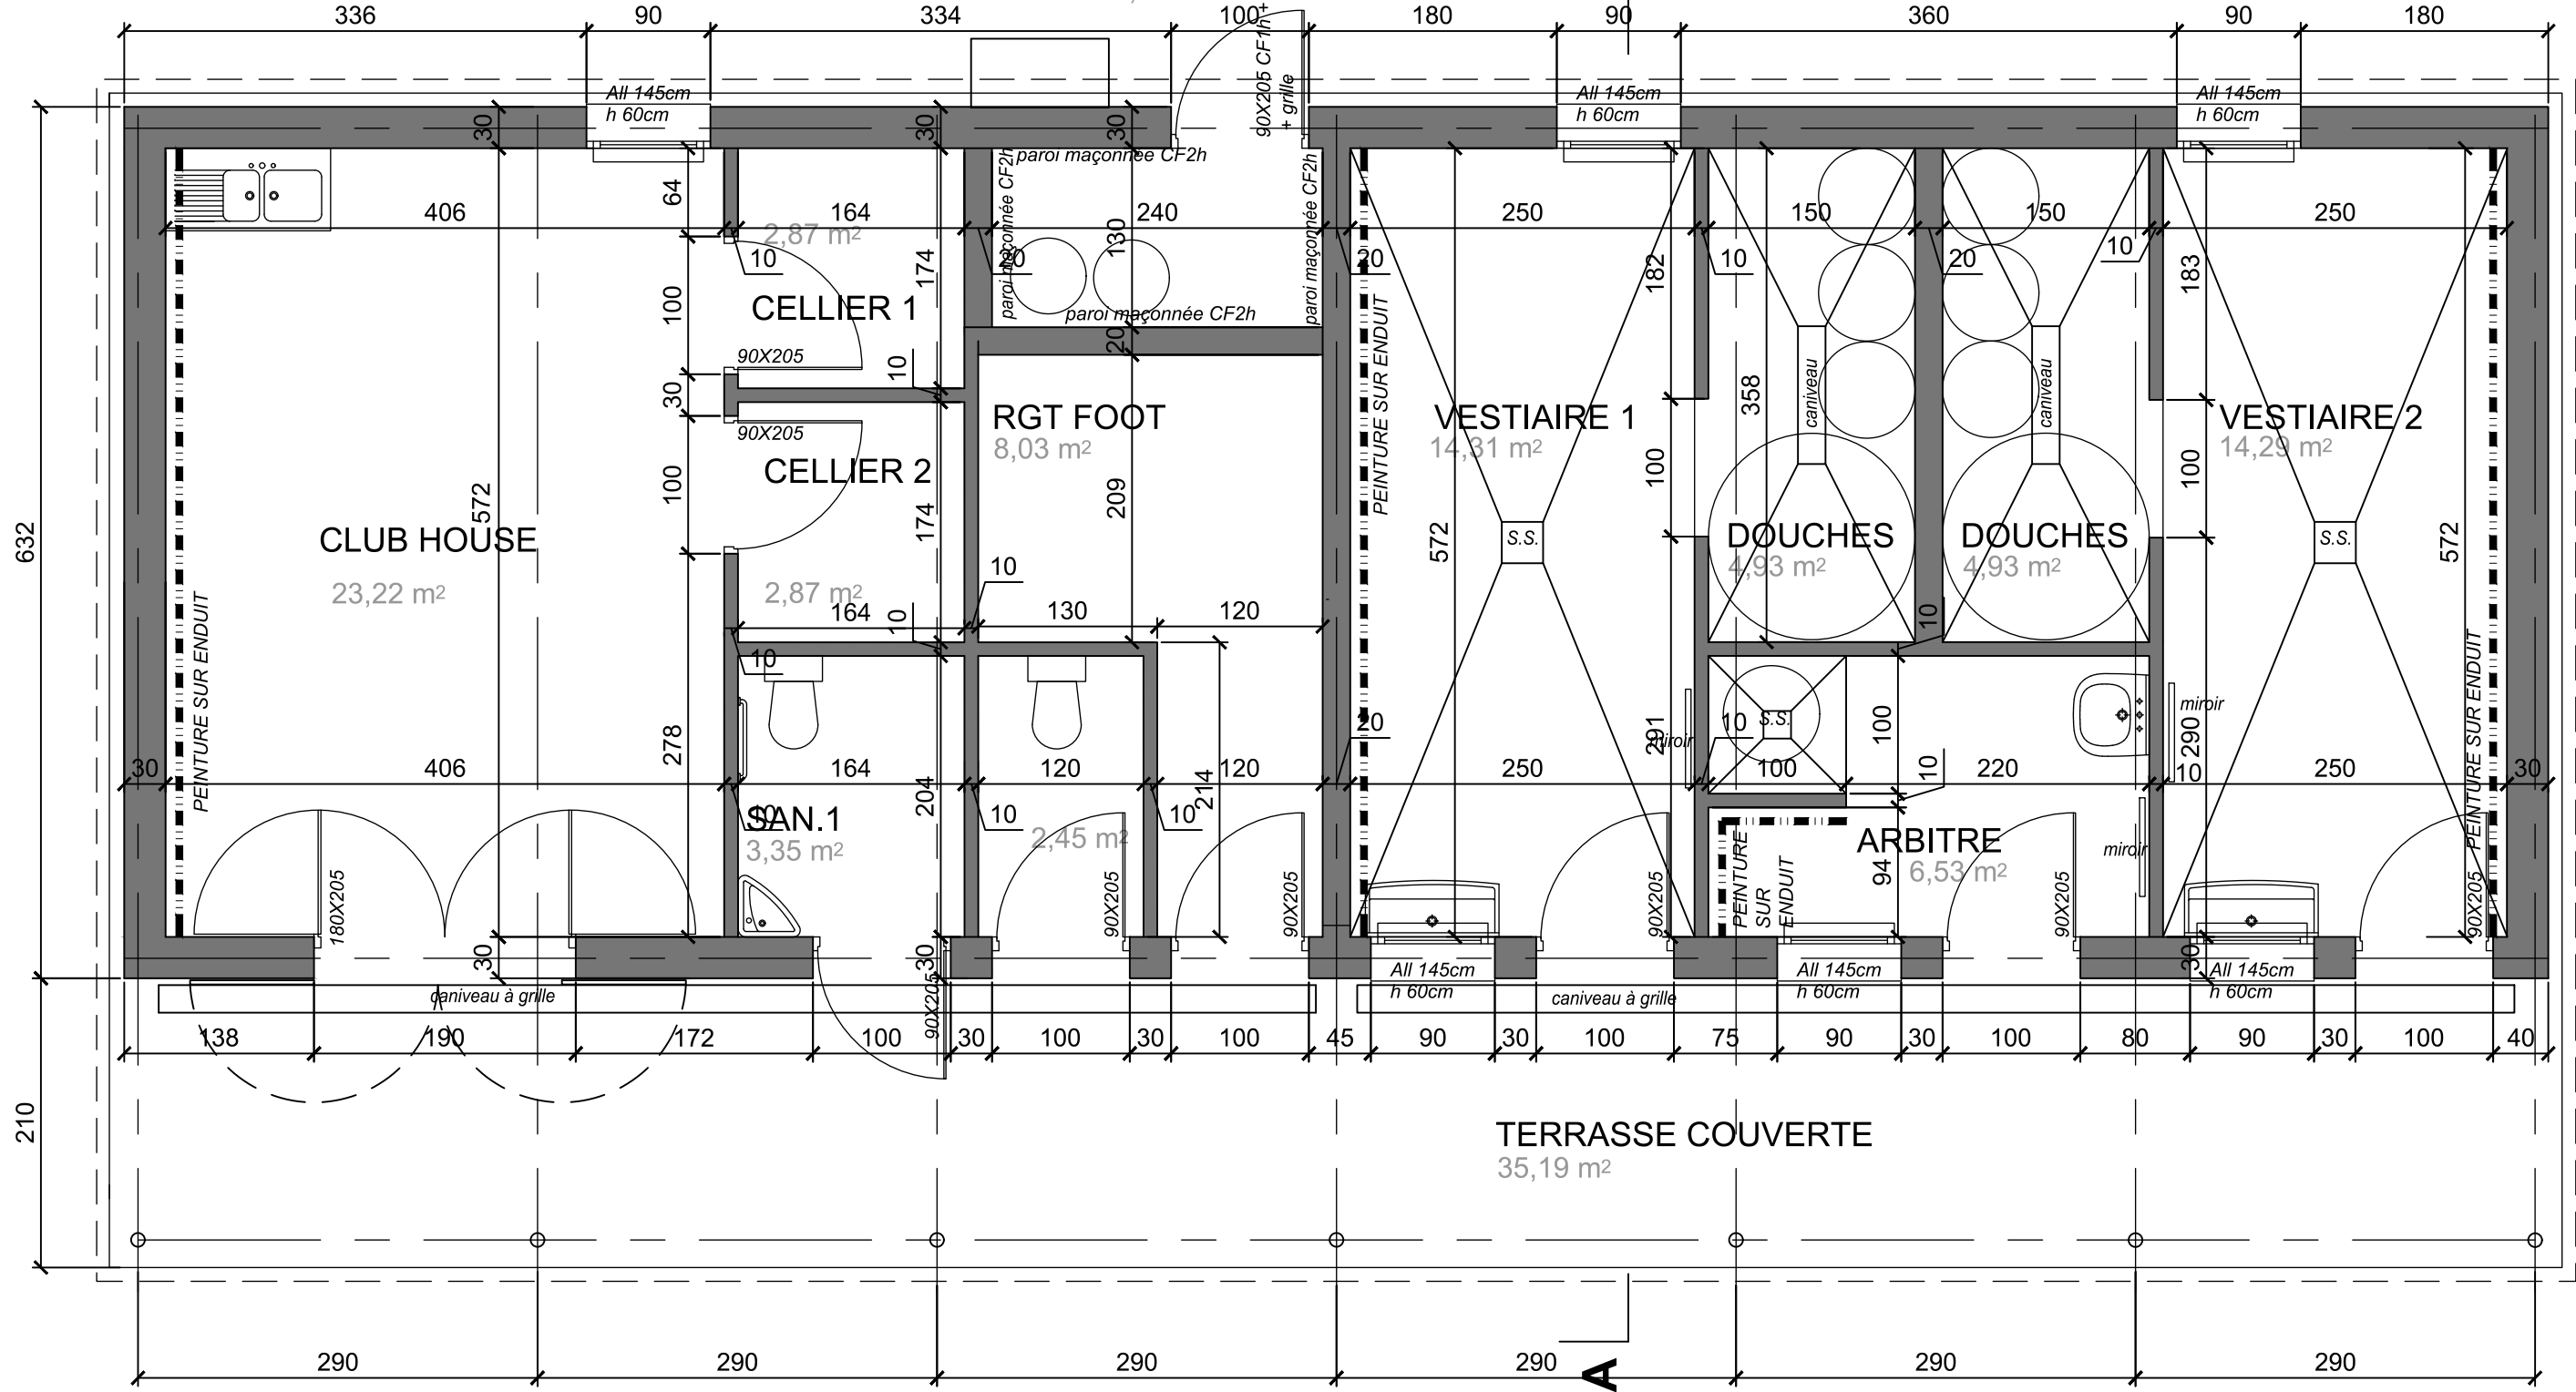 336 90 334 100 180 90 360 90 180
90X205 CF1h +
+ grille
All 145cm
h 60cm
All 145cm
h 60cm
All 145cm
h 60cm
30 30 30
paroi maçonnée CF2h
paroi maçonnée CF2h
paroi maçonnée CF2h
paroi maçonnée CF2h
64
406 164 240 250 150 150 250
2,87 m²
130
10 20 20 10 20 10
174 182 183
100
CELLIER 1
90X205
20
10
30
358
caniveau
caniveau
PEINTURE SUR ENDUIT
90X205
RGT FOOT
8,03 m²
VESTIAIRE 1
14,31 m²
VESTIAIRE 2
14,29 m²
CELLIER 2
100 100 100
572 209 174
632
CLUB HOUSE
23,22 m²
572
S.S.
DOUCHES
4,93 m²
DOUCHES
4,93 m²
S.S.
572
10
2,87 m²
164 10 130 120
10
10
PEINTURE SUR ENDUIT
PEINTURE SUR ENDUIT
278
291
miroir
20
10
S.S.
100
miroir
290
30 406 164 120 120 250 100 10 220 10 250 30
204 214
10 10 10
SAN.1
3,35 m²
2,45 m²
ARBITRE
6,53 m²
miroir
94
PEINTURE
SUR
ENDUIT
180X205
90X205
90X205
90X205
90X205
90X205
90X205
30 30 30
All 145cm
h 60cm
All 145cm
h 60cm
All 145cm
h 60cm
caniveau à grille
caniveau à grille
138 190 172 100 30 100 30 100 45 90 30 100 75 90 30 100 80 90 30 100 40
210
TERRASSE COUVERTE
35,19 m²
290 290 290 290 290 290
A